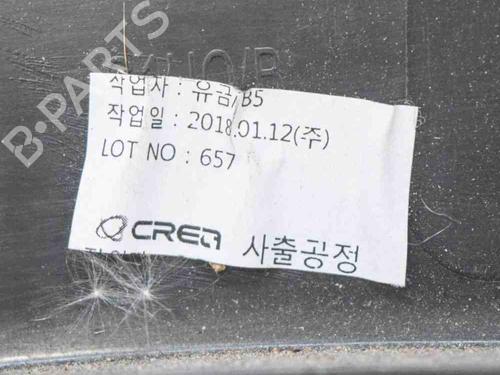 B-PARTS
작업자 : 유금/B5
작업일 : 2018.01.12(주)
LOT NO : 657
CREA 사출공정